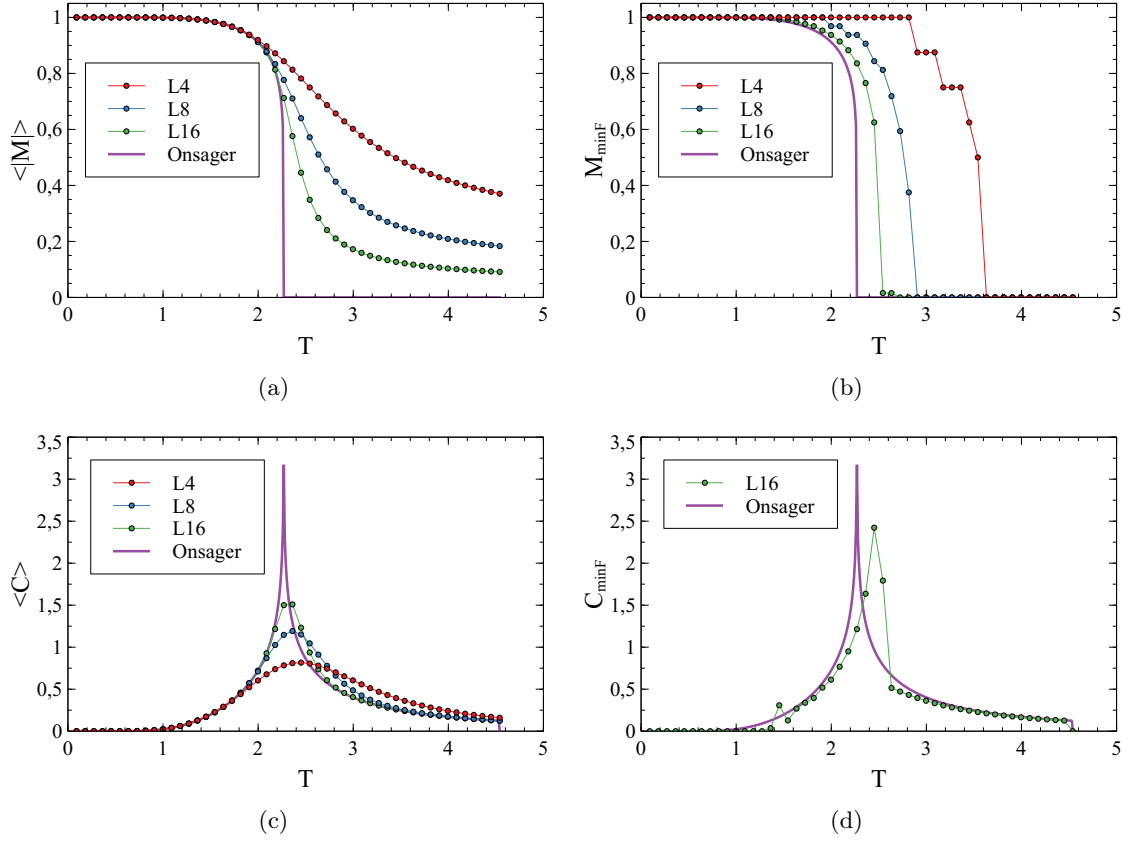 1
0,8
0,6
0,4
0,2
0
<|M|>
L4
L8
L16
Onsager
0 1 2 3 4 5
T
(a)
1
0,8
0,6
0,4
0,2
0
M_minF
L4
L8
L16
Onsager
0 1 2 3 4 5
T
(b)
3,5
3
2,5
2
1,5
1
0,5
0
<C>
L4
L8
L16
Onsager
0 1 2 3 4 5
T
(c)
3,5
3
2,5
2
1,5
1
0,5
0
C_minF
L16
Onsager
0 1 2 3 4 5
T
(d)